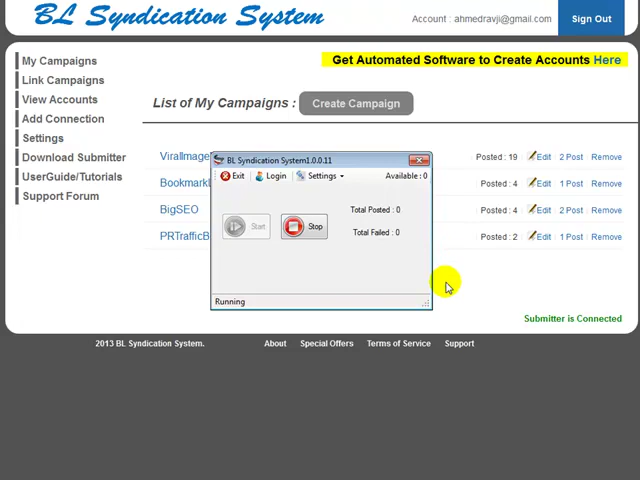 BL Syndication System
Account : ahmedravji@gmail.com
Sign Out
My Campaigns
Link Campaigns
View Accounts
Add Connection
Settings
Download Submitter
UserGuide/Tutorials
Support Forum
Get Automated Software to Create Accounts Here
List of My Campaigns :
Create Campaign
ViralImage
Posted : 19
Edit
2 Post
Remove
Posted : 4
Edit
1 Post
Remove
BigSEO
Posted : 4
Edit
2 Post
Remove
Posted : 2
Edit
1 Post
Remove
BL Syndication System1.0.0.11
Exit
Login
Settings
Available : 0
Start
Stop
Total Posted : 0
Total Failed : 0
Running
Submitter is Connected
2013 BL Syndication System.
About
Special Offers
Terms of Service
Support